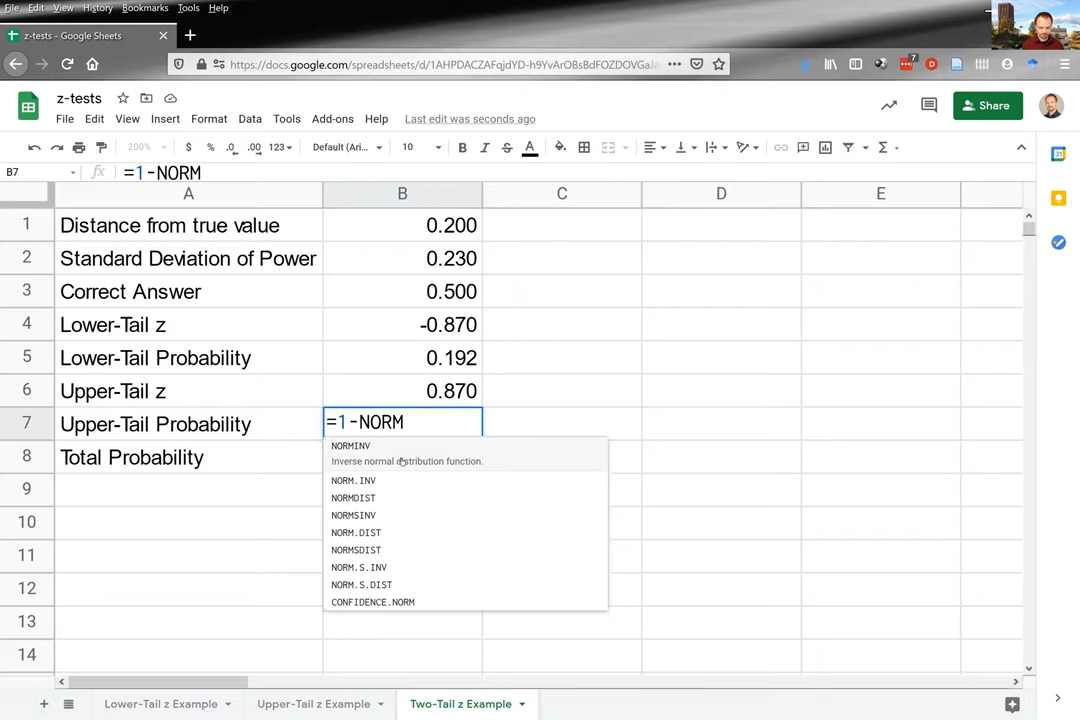 File Edit View History Bookmarks Tools Help
z-tests - Google Sheets
https://docs.google.com/spreadsheets/d/1AHPDACZAFqjdYD-h9YvArOBsBdFOZDOVGaJa
7
z-tests
File Edit View Insert Format Data Tools Add-ons Help Last edit was seconds ago
Share
200% $ % .0 .00 123 Default (Ari... 10 B I S A
B7 fx =1-NORM
A B C D E
1 Distance from true value 0.200
2 Standard Deviation of Power 0.230
3 Correct Answer 0.500
4 Lower-Tail z -0.870
5 Lower-Tail Probability 0.192
6 Upper-Tail z 0.870
7 Upper-Tail Probability =1-NORM
8 Total Probability
NORMINV
Inverse normal distribution function.
NORM.INV
NORMDIST
NORMSINV
NORM.DIST
NORMSDIST
NORM.S.INV
NORM.S.DIST
CONFIDENCE.NORM
9
10
11
12
13
14
Lower-Tail z Example Upper-Tail z Example Two-Tail z Example